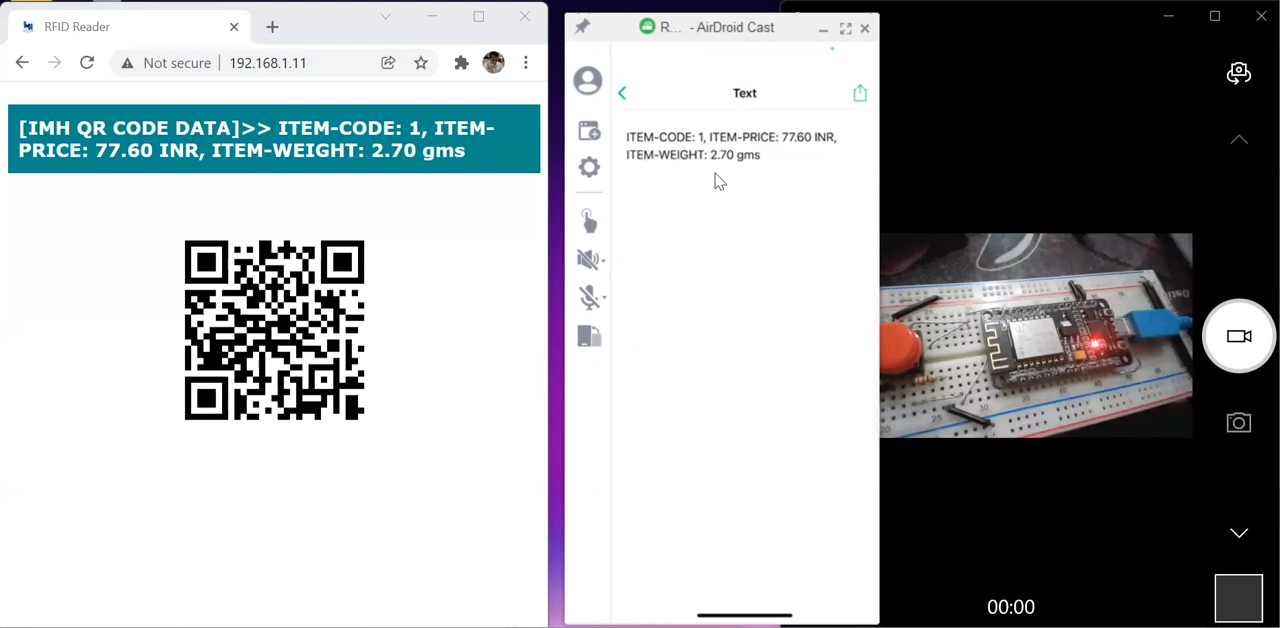 RFID Reader
Not secure
192.168.1.11
[IMH QR CODE DATA]>> ITEM-CODE: 1, ITEM-
PRICE: 77.60 INR, ITEM-WEIGHT: 2.70 gms
R... - AirDroid Cast
Text
ITEM-CODE: 1, ITEM-PRICE: 77.60 INR,
ITEM-WEIGHT: 2.70 gms
00:00